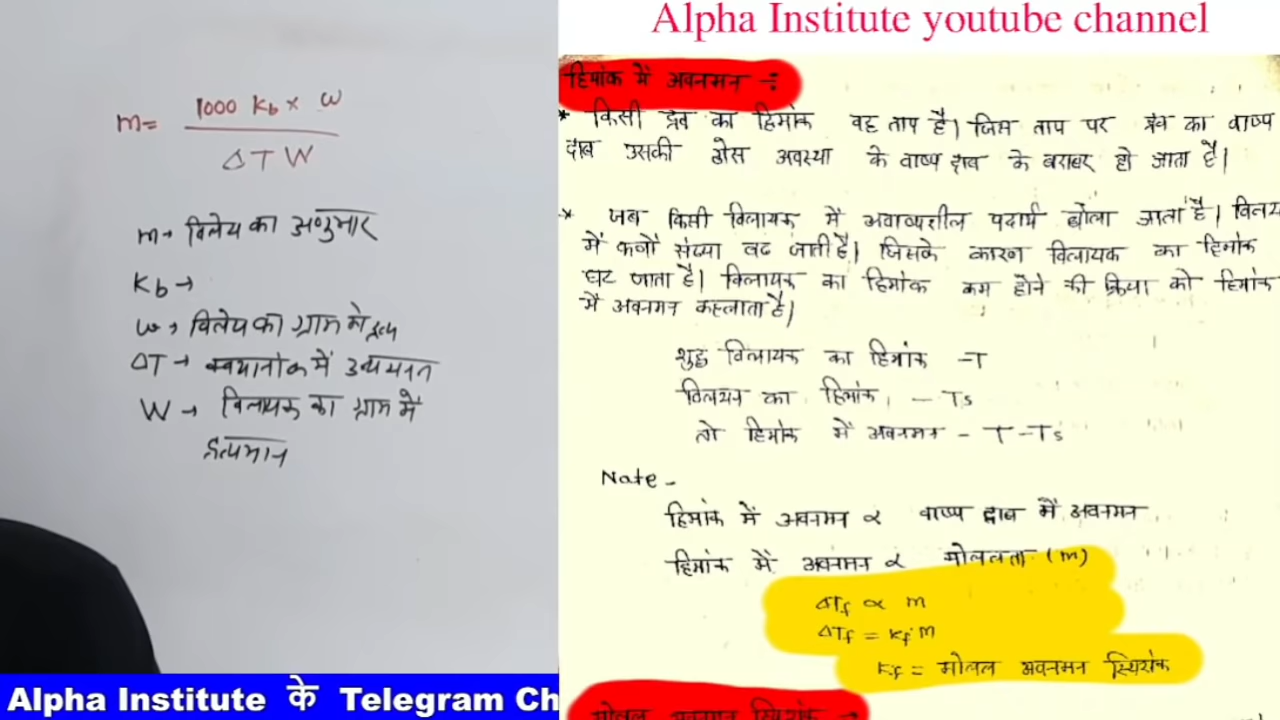 m= 1000 Kb x w
ΔT W
m→ विलेय का अणुभार
Kb→
w→ विलेय का ग्राम में द्रव्य
ΔT → क्वथनांक में उन्नयन
W → विलायक का ग्राम में
द्रव्यमान
Alpha Institute के Telegram Ch
Alpha Institute youtube channel
हिमांक में अवनमन :-
* किसी द्रव का हिमांक वह ताप है। जिस ताप पर द्रव का वाष्प
दाब उसकी ठोस अवस्था के वाष्प दाब के बराबर हो जाता है।
* जब किसी विलायक में अवाष्पशील पदार्थ घोला जाता है। विलय
में कणों संख्या बढ़ जाती है। जिसके कारण विलायक का हिमांक
घट जाता है। विलायक का हिमांक कम होने की क्रिया को हिमांक
में अवनमन कहलाता है।
शुद्ध विलायक का हिमांक -T
विलयन का हिमांक, - Ts
तो हिमांक में अवनमन - T-Ts
Note -
हिमांक में अवनमन ∝ वाष्प दाब में अवनमन
हिमांक में अवनमन ∝ मोललता (m)
ΔTf ∝ m
ΔTf = Kf m
Kf = मोलल अवनमन स्थिरांक
मोलल अवनमन स्थिरांक :-